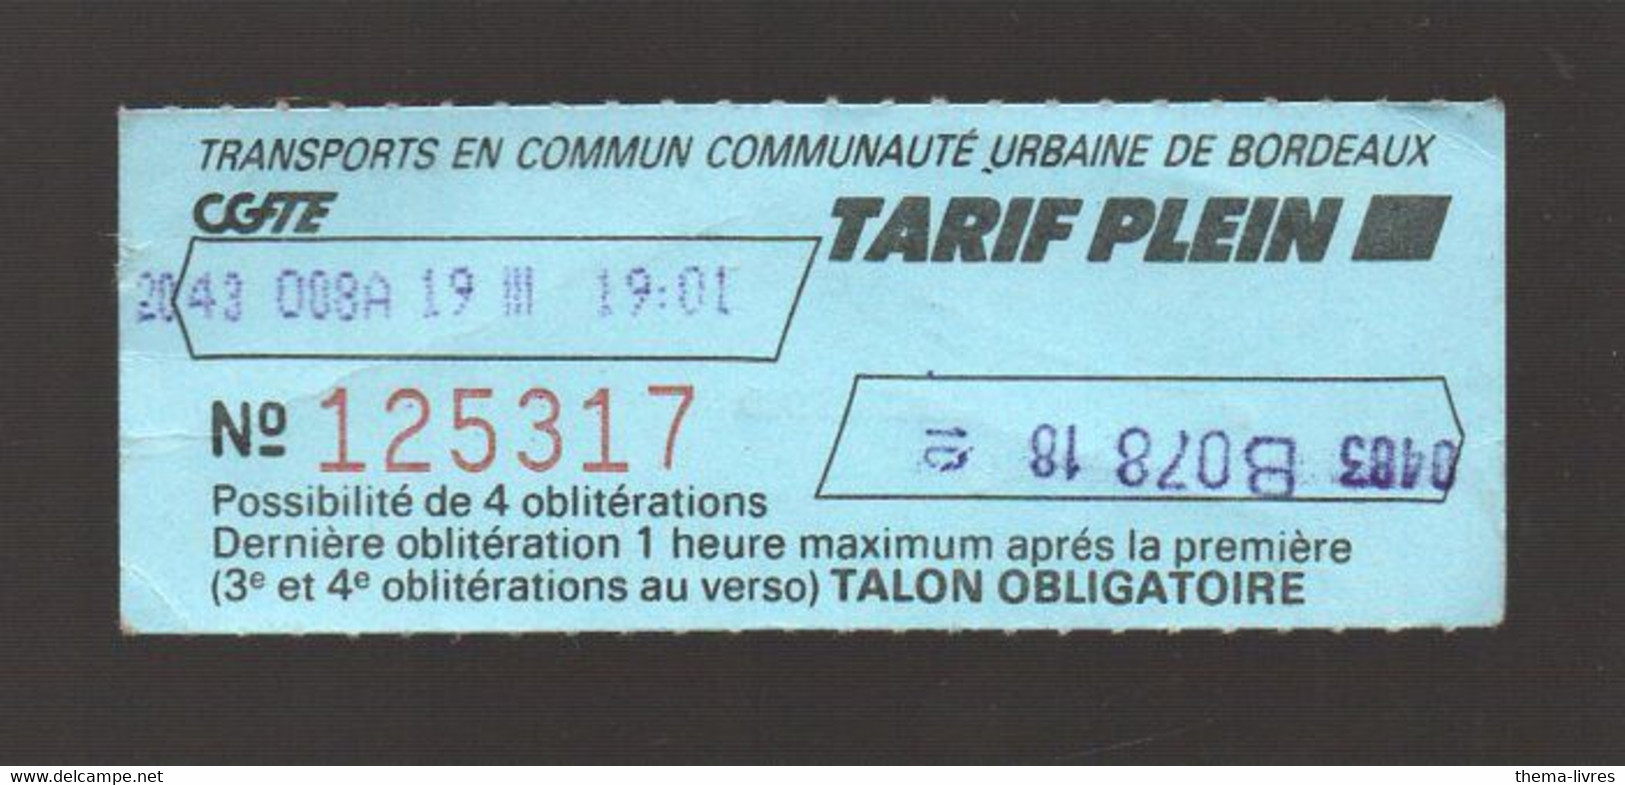 TRANSPORTS EN COMMUN COMMUNAUTÉ URBAINE DE BORDEAUX
CGFTE
TARIF PLEIN
2043 008A 19 III 19:01
Nº 125317
0483 B078 18
Possibilité de 4 oblitérations
Dernière oblitération 1 heure maximum aprés la première
(3e et 4e oblitérations au verso) TALON OBLIGATOIRE
www.delcampe.net
thema-livres